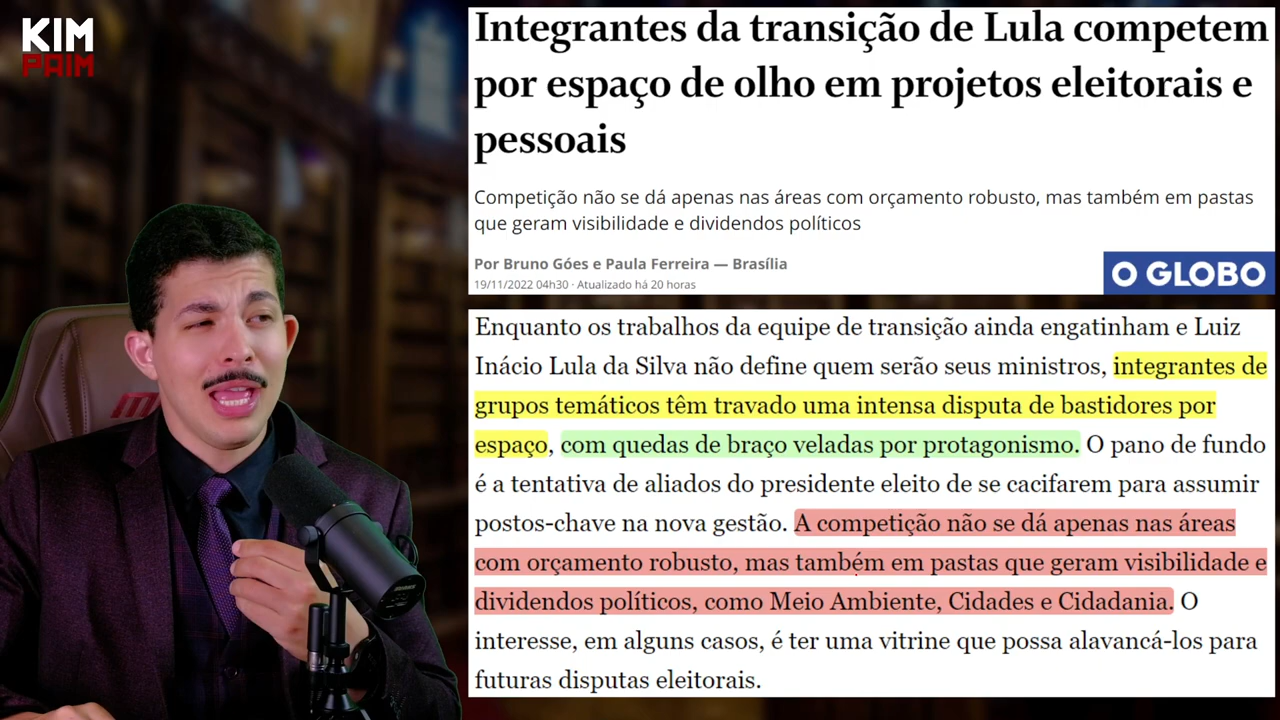 KIM
PAIM
Integrantes da transição de Lula competem
por espaço de olho em projetos eleitorais e
pessoais
Competição não se dá apenas nas áreas com orçamento robusto, mas também em pastas
que geram visibilidade e dividendos políticos
Por Bruno Góes e Paula Ferreira — Brasília
19/11/2022 04h30 · Atualizado há 20 horas
O GLOBO
Enquanto os trabalhos da equipe de transição ainda engatinham e Luiz
Inácio Lula da Silva não define quem serão seus ministros, integrantes de
grupos temáticos têm travado uma intensa disputa de bastidores por
espaço, com quedas de braço veladas por protagonismo. O pano de fundo
é a tentativa de aliados do presidente eleito de se cacifarem para assumir
postos-chave na nova gestão. A competição não se dá apenas nas áreas
com orçamento robusto, mas também em pastas que geram visibilidade e
dividendos políticos, como Meio Ambiente, Cidades e Cidadania. O
interesse, em alguns casos, é ter uma vitrine que possa alavancá-los para
futuras disputas eleitorais.